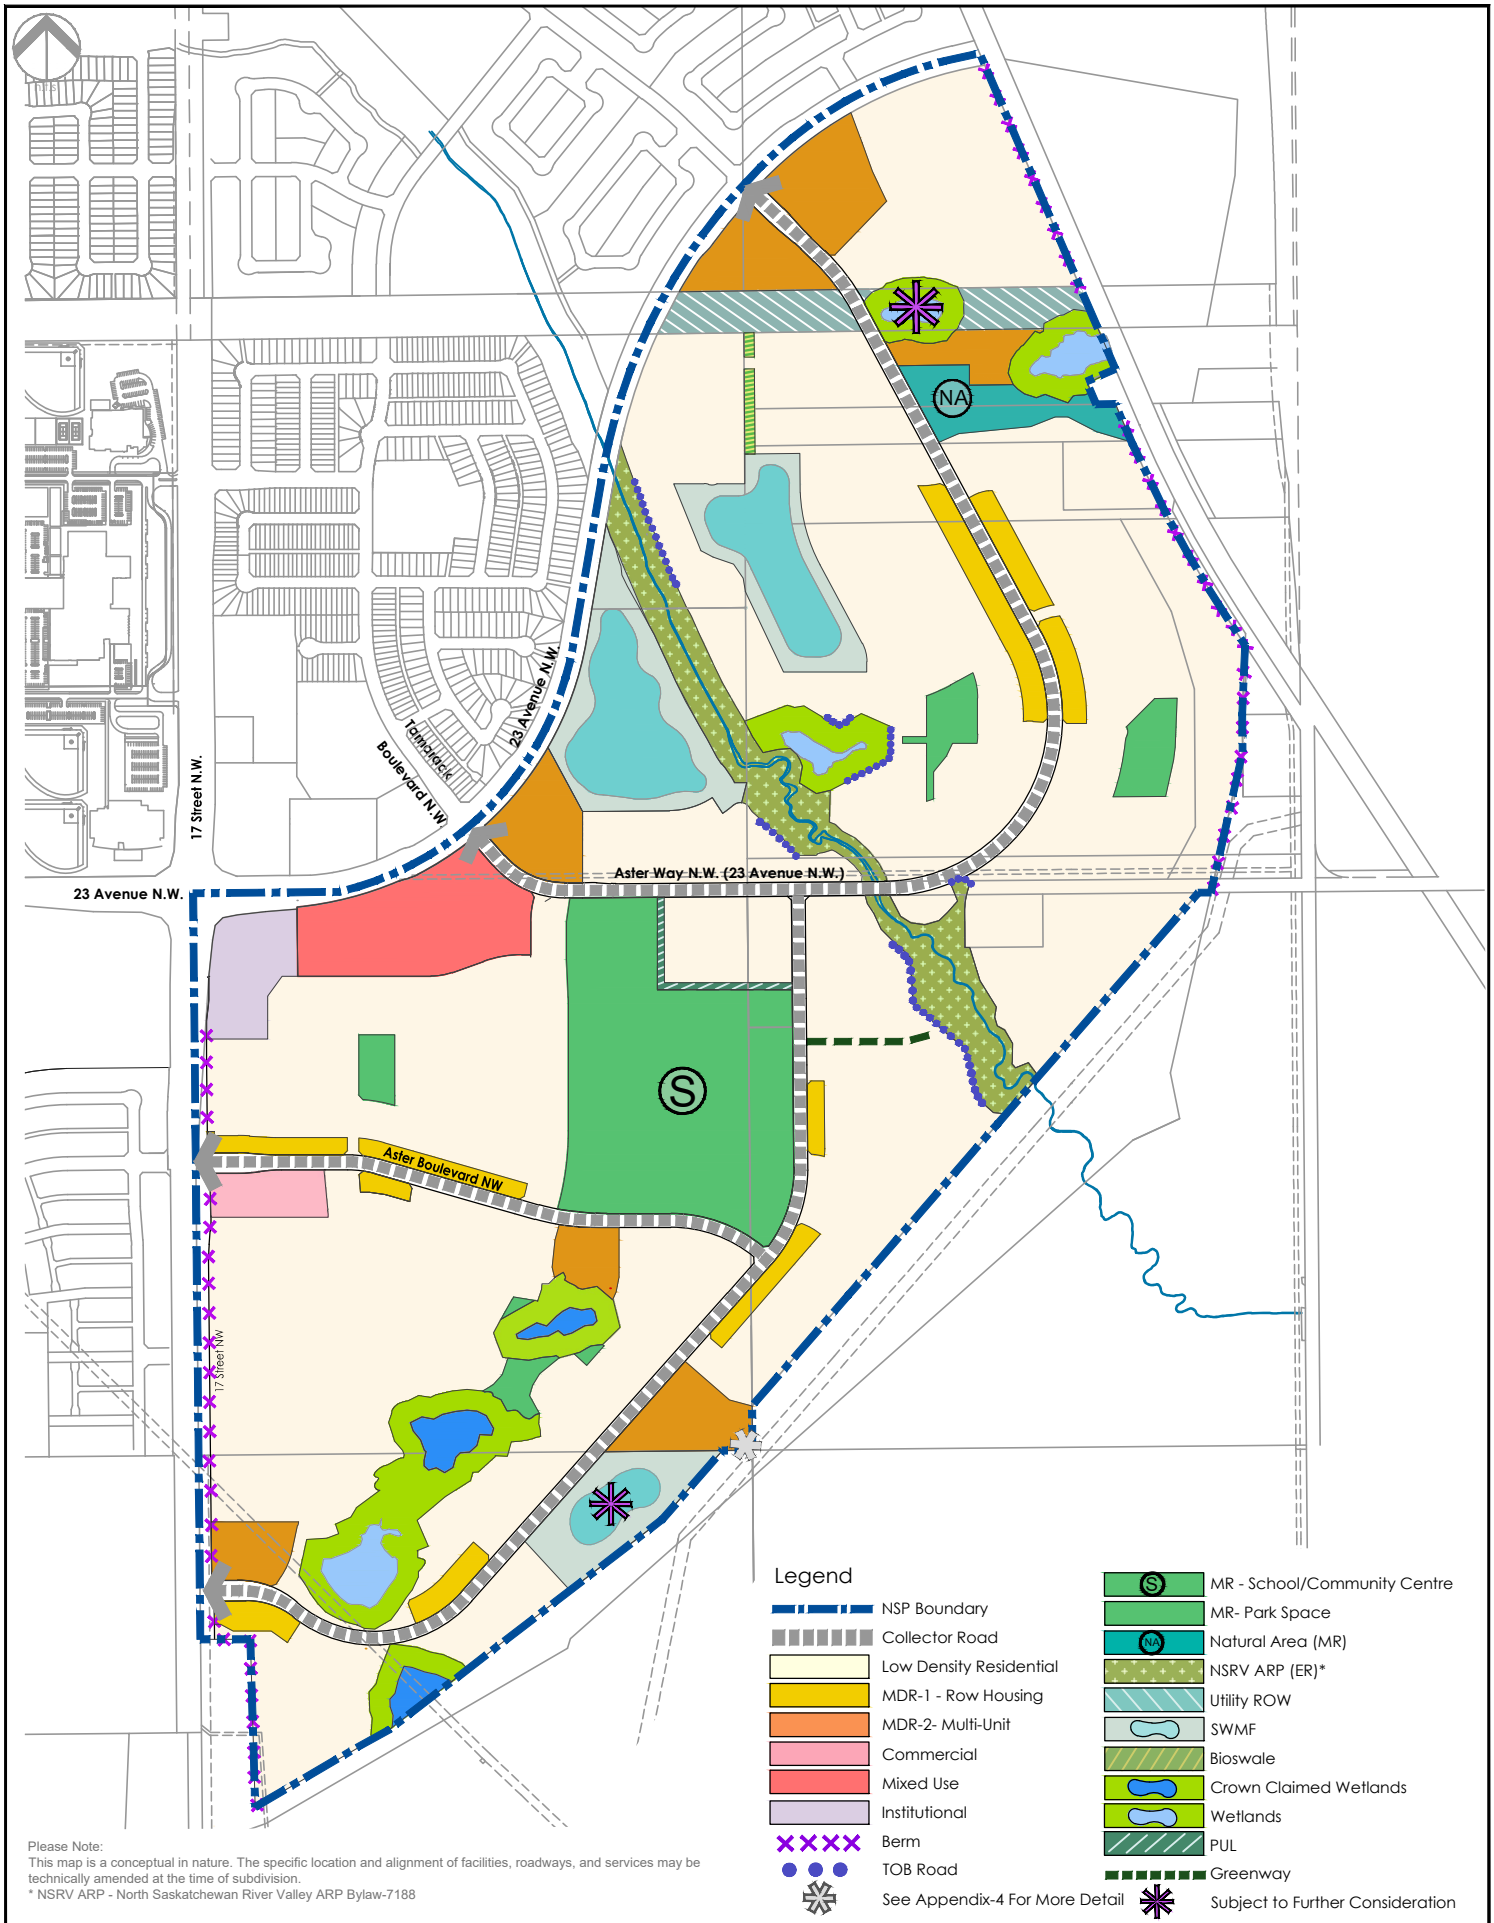 n.t.s
NA
23 Avenue N.W.
Tamarack
Boulevard N.W
17 Street N.W.
23 Avenue N.W.
Aster Way N.W. (23 Avenue N.W.)
S
Aster Boulevard NW
17 Street NW
Legend
NSP Boundary
Collector Road
Low Density Residential
MDR-1 - Row Housing
MDR-2- Multi-Unit
Commercial
Mixed Use
Institutional
Berm
TOB Road
See Appendix-4 For More Detail
S MR - School/Community Centre
MR- Park Space
NA Natural Area (MR)
NSRV ARP (ER)*
Utility ROW
SWMF
Bioswale
Crown Claimed Wetlands
Wetlands
PUL
Greenway
Subject to Further Consideration
Please Note:
This map is a conceptual in nature. The specific location and alignment of facilities, roadways, and services may be
technically amended at the time of subdivision.
* NSRV ARP - North Saskatchewan River Valley ARP Bylaw-7188